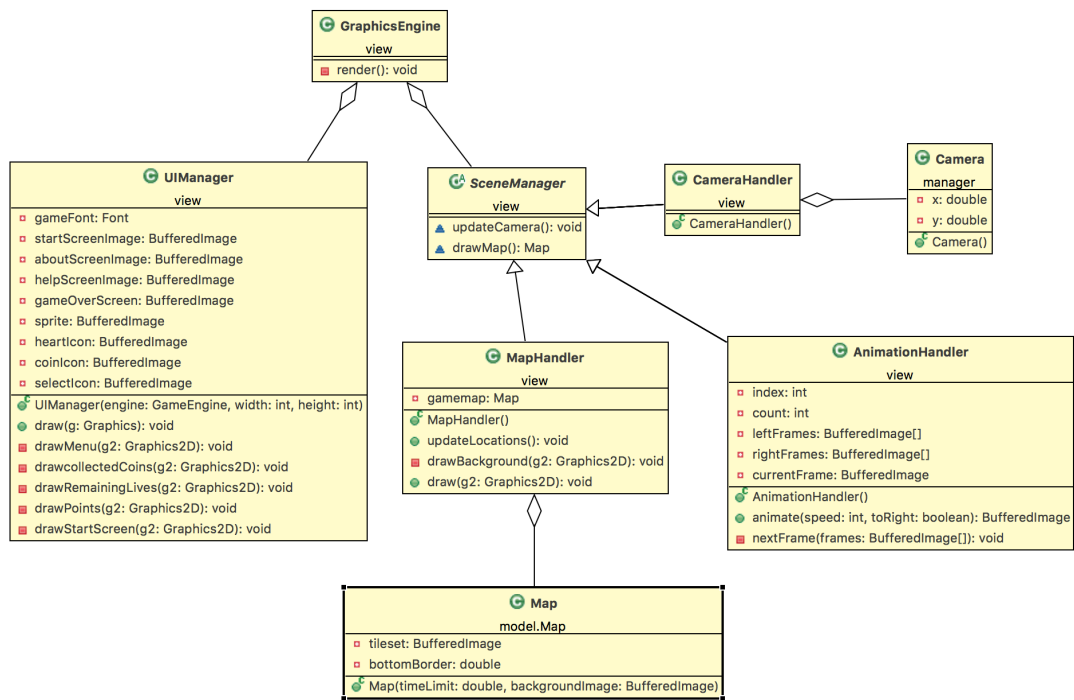 GraphicsEngine
view
render(): void
UIManager
view
gameFont: Font
startScreenImage: BufferedImage
aboutScreenImage: BufferedImage
helpScreenImage: BufferedImage
gameOverScreen: BufferedImage
sprite: BufferedImage
heartIcon: BufferedImage
coinIcon: BufferedImage
selectIcon: BufferedImage
UIManager(engine: GameEngine, width: int, height: int)
draw(g: Graphics): void
drawMenu(g2: Graphics2D): void
drawcollectedCoins(g2: Graphics2D): void
drawRemainingLives(g2: Graphics2D): void
drawPoints(g2: Graphics2D): void
drawStartScreen(g2: Graphics2D): void
SceneManager
view
updateCamera(): void
drawMap(): Map
CameraHandler
view
CameraHandler()
Camera
manager
x: double
y: double
Camera()
MapHandler
view
gamemap: Map
MapHandler()
updateLocations(): void
drawBackground(g2: Graphics2D): void
draw(g2: Graphics2D): void
AnimationHandler
view
index: int
count: int
leftFrames: BufferedImage[]
rightFrames: BufferedImage[]
currentFrame: BufferedImage
AnimationHandler()
animate(speed: int, toRight: boolean): BufferedImage
nextFrame(frames: BufferedImage[]): void
Map
model.Map
tileset: BufferedImage
bottomBorder: double
Map(timeLimit: double, backgroundImage: BufferedImage)